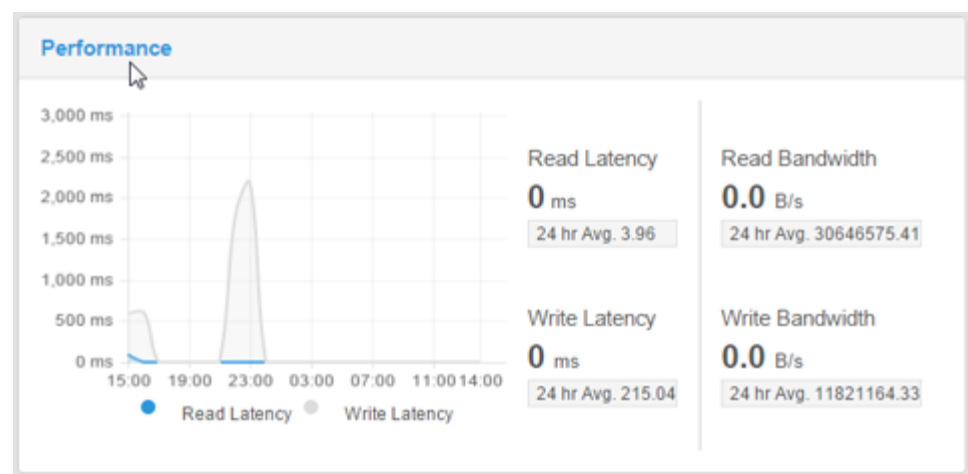 Performance
3,000 ms
2,500 ms
2,000 ms
1,500 ms
1,000 ms
500 ms
0 ms
15:00 19:00 23:00 03:00 07:00 11:00 14:00
Read Latency Write Latency
Read Latency
0 ms
24 hr Avg. 3.96
Read Bandwidth
0.0 B/s
24 hr Avg. 30646575.41
Write Latency
0 ms
24 hr Avg. 215.04
Write Bandwidth
0.0 B/s
24 hr Avg. 11821164.33